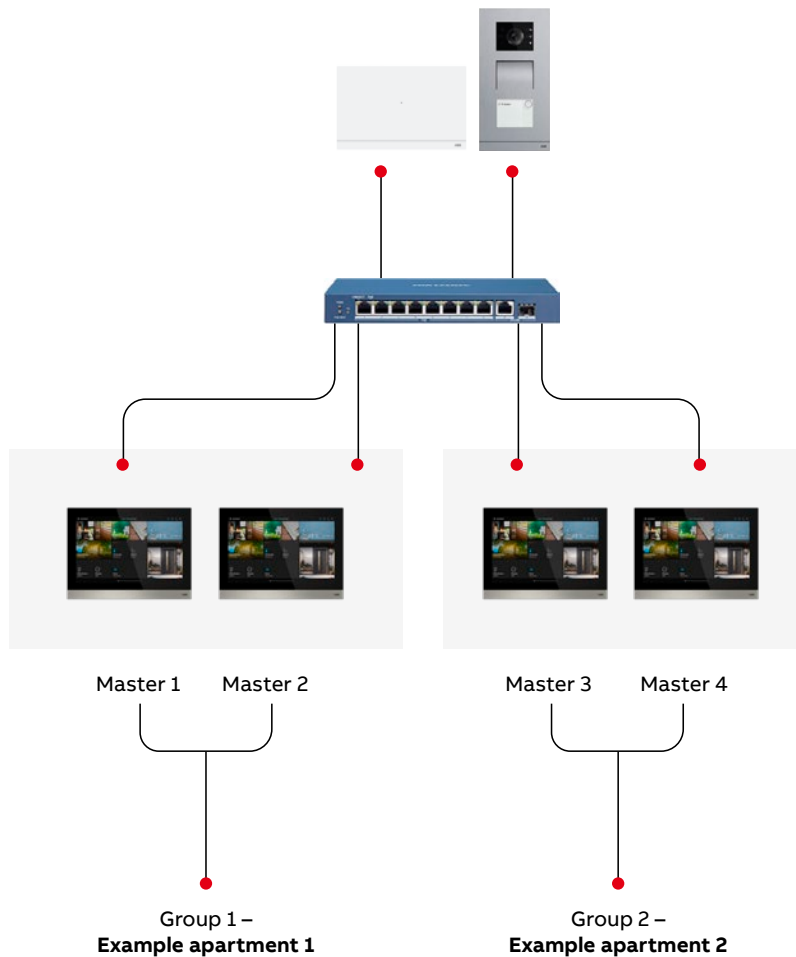 Master 1
Master 2
Master 3
Master 4
Group 1 –
Example apartment 1
Group 2 –
Example apartment 2